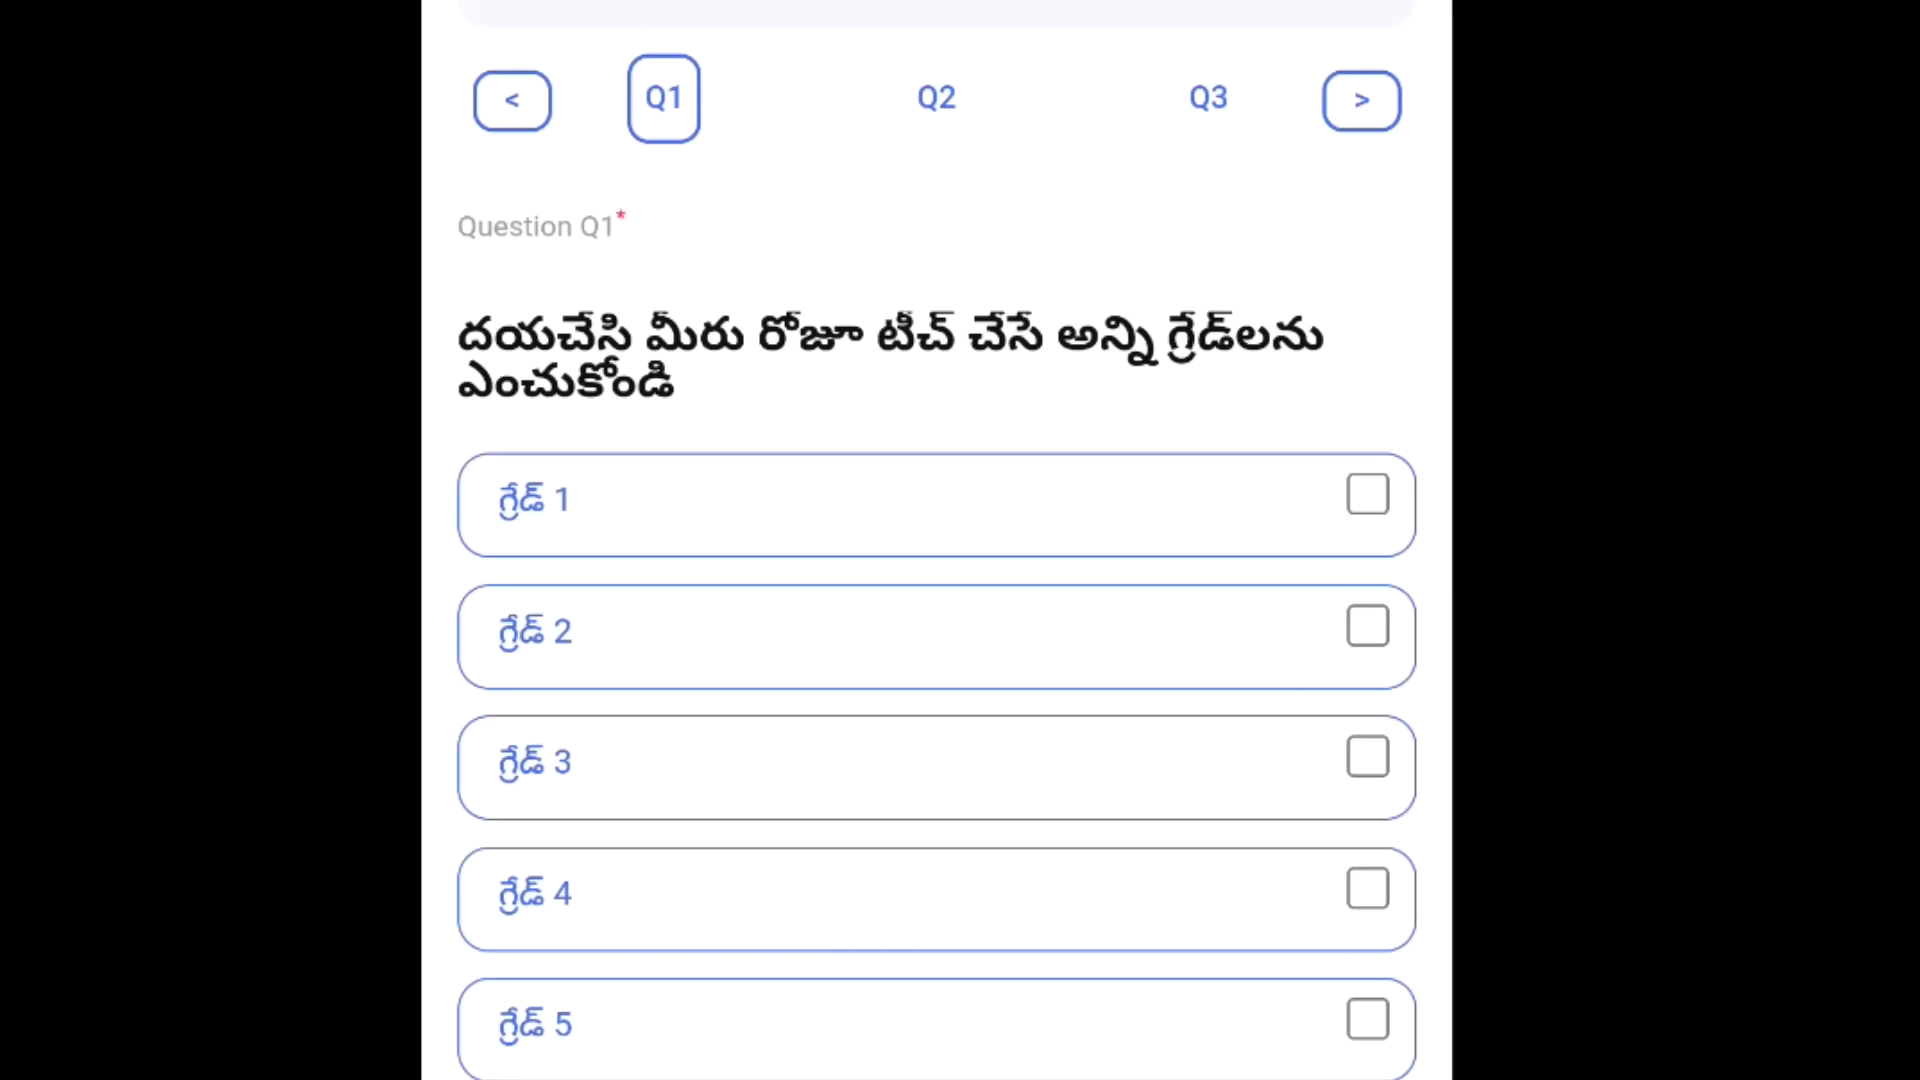 < Q1 Q2 Q3 >
Question Q1*
దయచేసి మీరు రోజూ టీచ్ చేసే అన్ని గ్రేడ్‌లను
ఎంచుకోండి
గ్రేడ్ 1
గ్రేడ్ 2
గ్రేడ్ 3
గ్రేడ్ 4
గ్రేడ్ 5